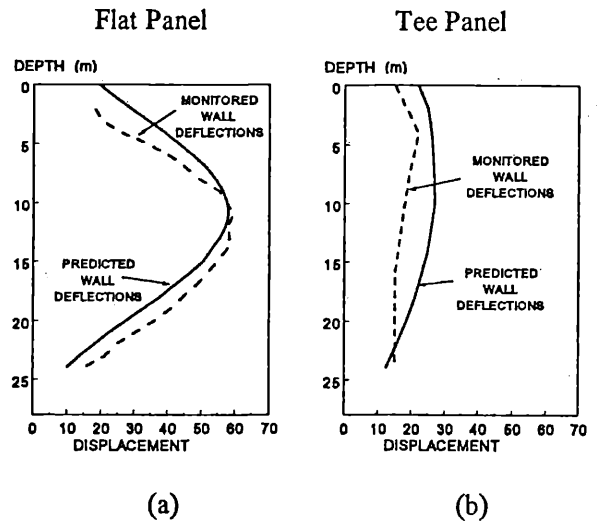 Flat Panel
DEPTH (m)
0
5
10
15
20
25
MONITORED
WALL
DEFLECTIONS
PREDICTED
WALL
DEFLECTIONS
0 10 20 30 40 50 60 70
DISPLACEMENT
(a)
Tee Panel
DEPTH (m)
0
5
10
15
20
25
MONITORED
WALL
DEFLECTIONS
PREDICTED
WALL
DEFLECTIONS
0 10 20 30 40 50 60 70
DISPLACEMENT
(b)